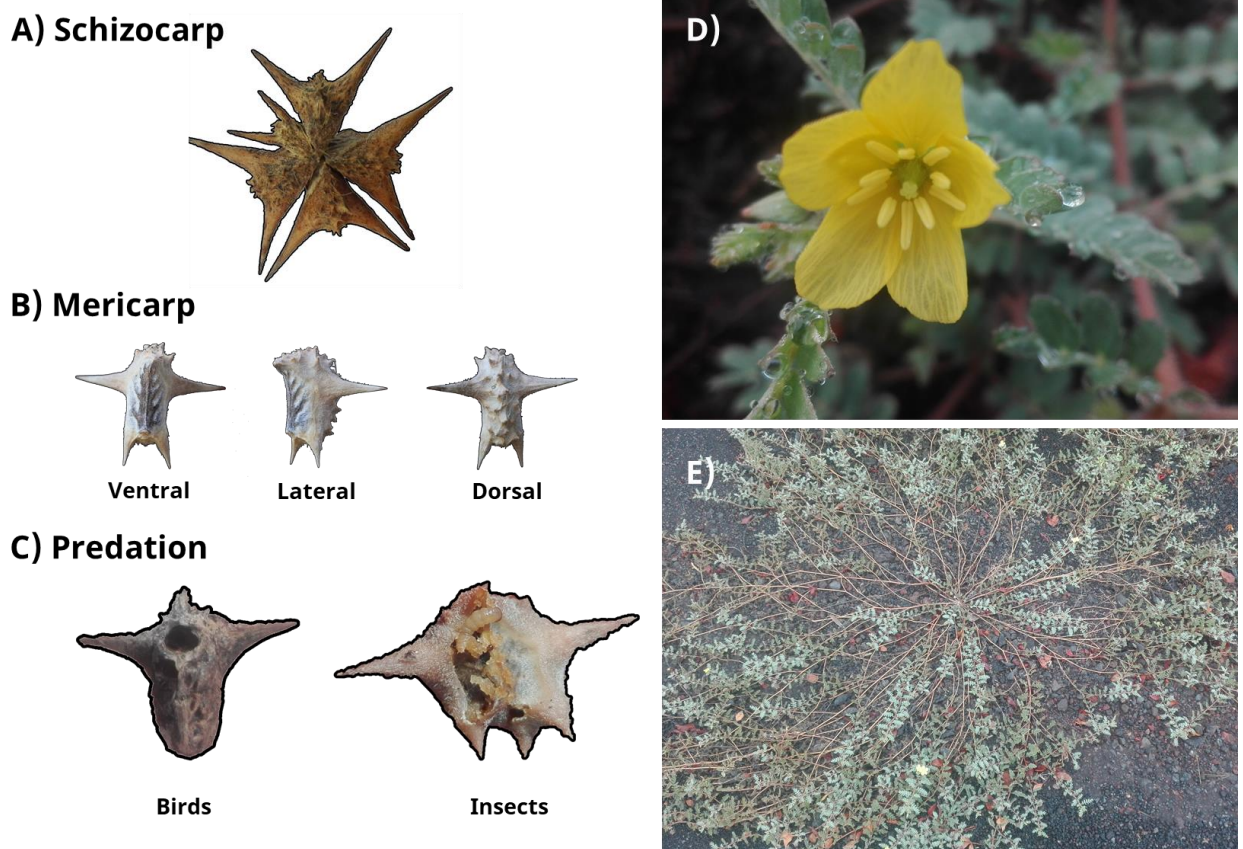 A) Schizocarp
B) Mericarp
Ventral
Lateral
Dorsal
C) Predation
Birds
Insects
D)
E)